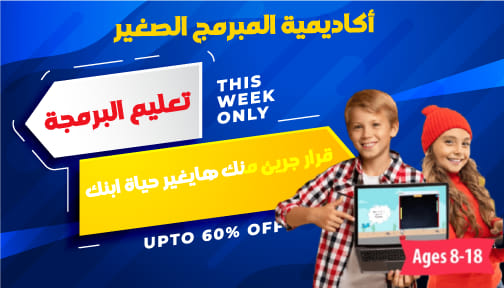 أكاديمية المبرمج الصغير
تعليم البرمجة
THIS
WEEK
ONLY
قرار جرين منك هايغير حياة ابنك
UPTO 60% OFF
Ages 8-18